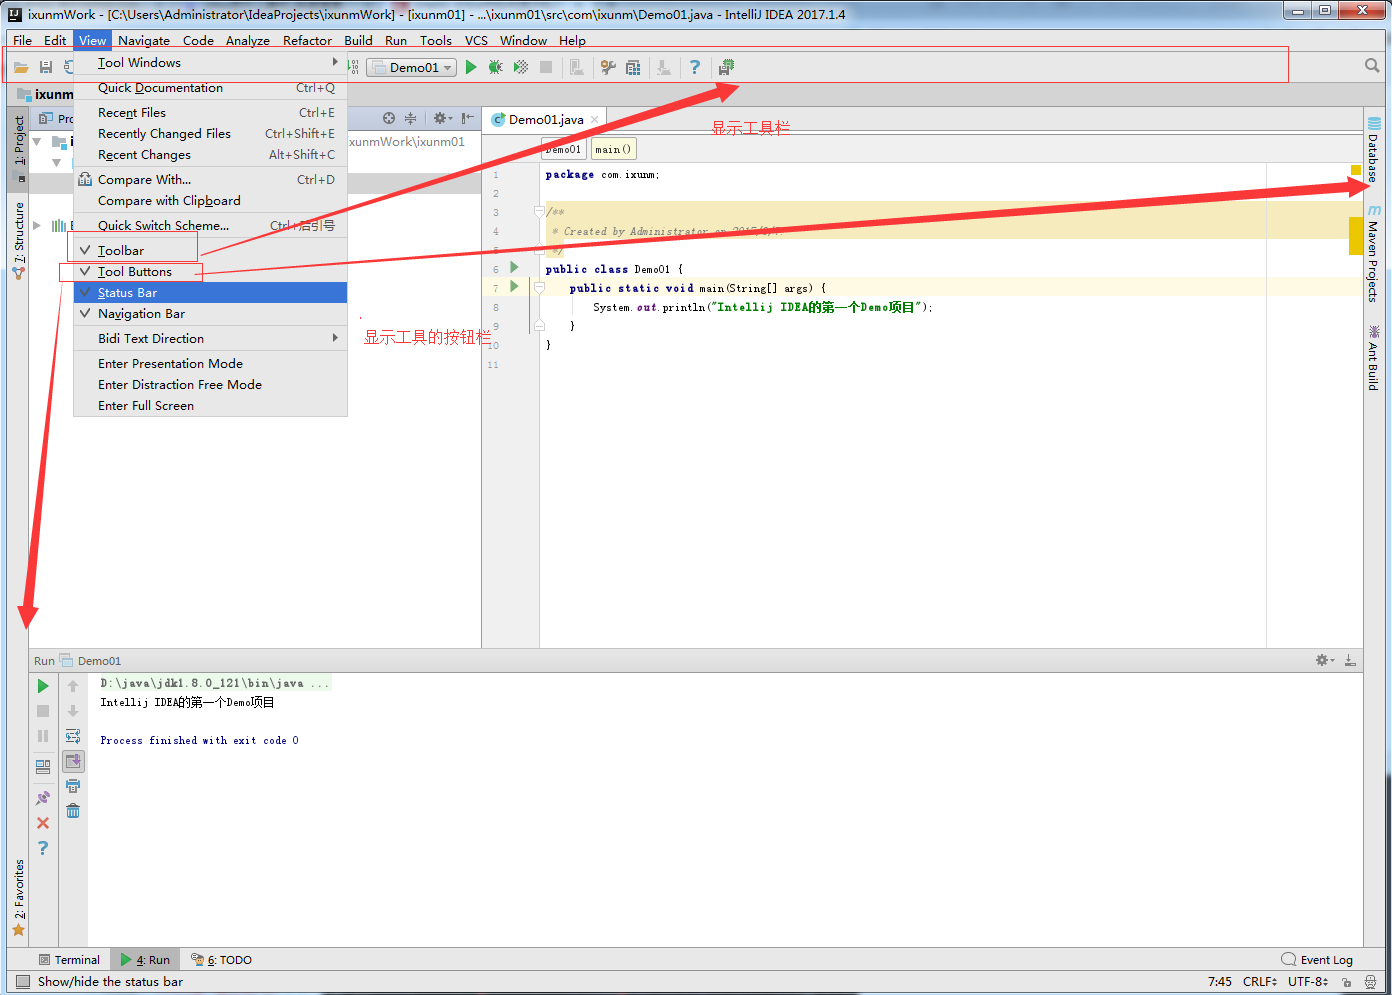 ixunmWork - [C:\Users\Administrator\IdeaProjects\ixunmWork] - [ixunm01] - ...\ixunm01\src\com\ixunm\Demo01.java - IntelliJ IDEA 2017.1.4
File Edit View Navigate Code Analyze Refactor Build Run Tools VCS Window Help
Tool Windows
Demo01
Quick Documentation Ctrl+Q
ixunm
Recent Files Ctrl+E
Recently Changed Files Ctrl+Shift+E
Recent Changes Alt+Shift+C
Compare With... Ctrl+D
Compare with Clipboard
Quick Switch Scheme... Ctrl+后引号
Toolbar
Tool Buttons
Status Bar
Navigation Bar
Bidi Text Direction
Enter Presentation Mode
Enter Distraction Free Mode
Enter Full Screen
1: Project
7: Structure
2: Favorites
xunmWork\ixunm01
Demo01.java
显示工具栏
显示工具的按钮栏
Demo01 main()
1 package com.ixunm;
2
3 /**
4 * Created by Administrator on 2017/8/7.
5 */
6 public class Demo01 {
7 public static void main(String[] args) {
8 System.out.println("Intellij IDEA的第一个Demo项目");
9 }
10 }
11
Database
Maven Projects
Ant Build
Run Demo01
D:\java\jdk1.8.0_121\bin\java ...
Intellij IDEA的第一个Demo项目
Process finished with exit code 0
Terminal 4: Run 6: TODO Event Log
Show/hide the status bar 7:45 CRLF UTF-8